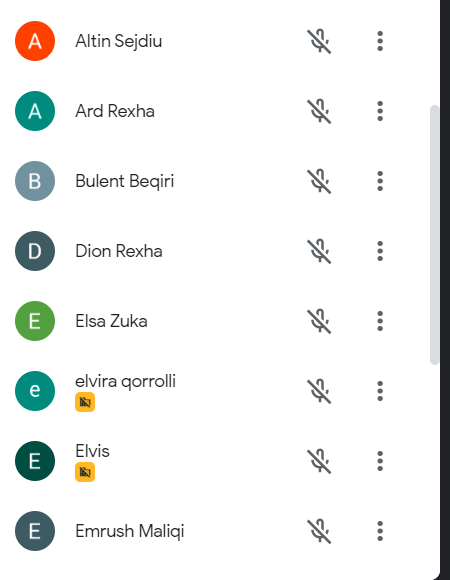 A Altin Sejdiu
A Ard Rexha
B Bulent Beqiri
D Dion Rexha
E Elsa Zuka
e elvira qorrolli
E Elvis
E Emrush Maliqi